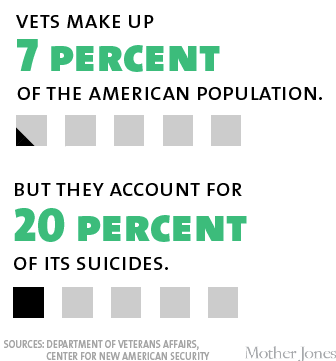 VETS MAKE UP
7 PERCENT
OF THE AMERICAN POPULATION.
BUT THEY ACCOUNT FOR
20 PERCENT
OF ITS SUICIDES.
SOURCES: DEPARTMENT OF VETERANS AFFAIRS,
CENTER FOR NEW AMERICAN SECURITY
Mother Jones